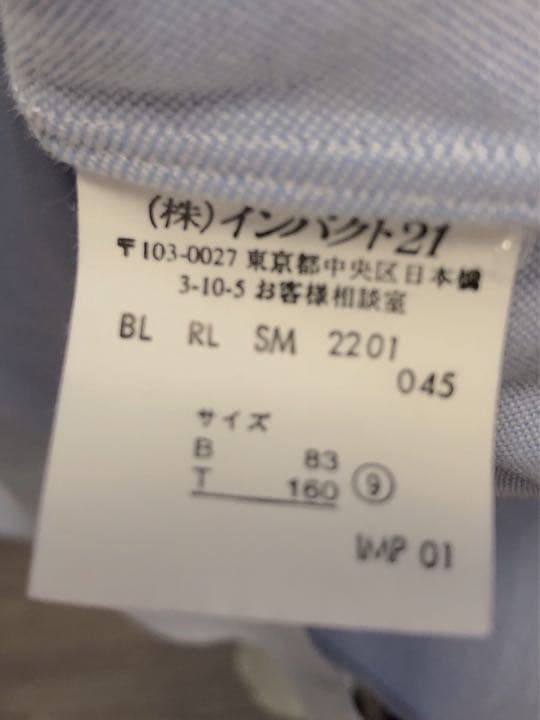 (株)インパクト21
〒103-0027 東京都中央区日本橋
3-10-5 お客様相談室
BL RL SM 2201
045
サイズ
B 83
T 160 ⑨
IMP 01